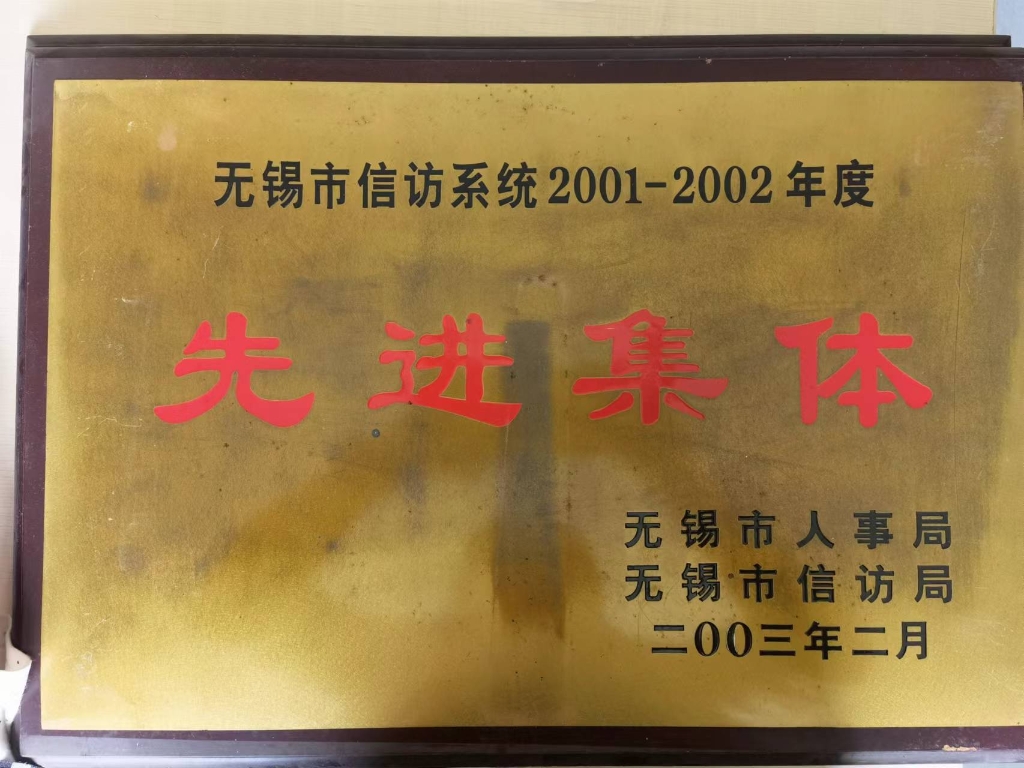 无锡市信访系统2001-2002年度
先进集体
无锡市人事局
无锡市信访局
二00三年二月